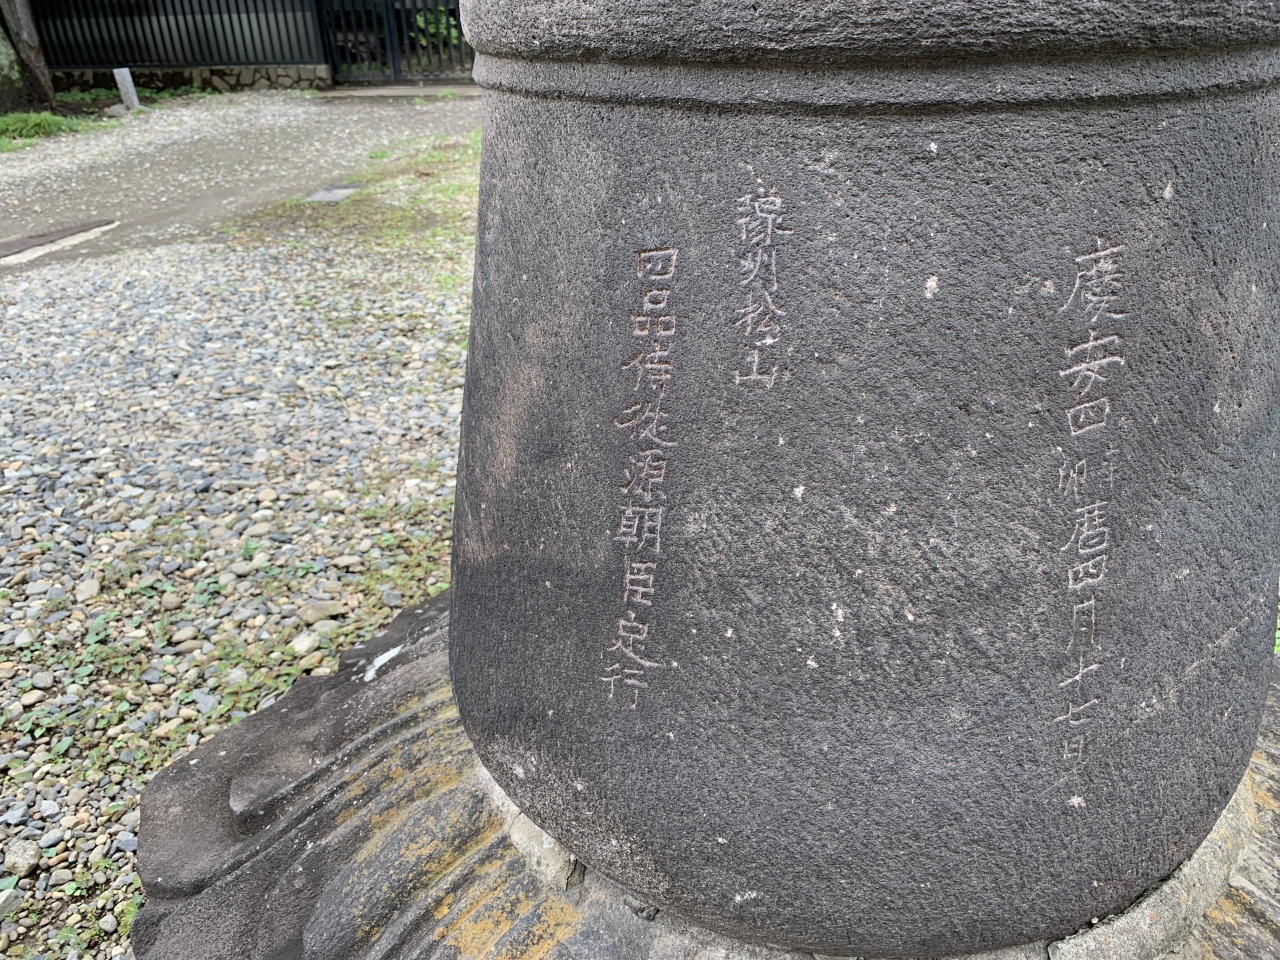 慶安四卯暦四月十七日
豫州松山
四品侍従源朝臣定行